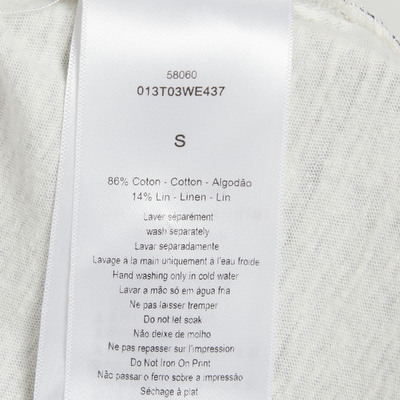 58060
013T03WE437
S
86% Coton - Cotton - Algodão
14% Lin - Linen - Lin
Laver séparément
wash separately
Lavar separadamente
Lavage à la main uniquement à l'eau froide
Hand washing only in cold water
Lavar a mão só em água fria
Ne pas laisser tremper
Do not let soak
Não deixe de molho
Ne pas repasser sur l'impression
Do Not Iron On Print
Não passar o ferro sobre a impressão
Séchage à plat